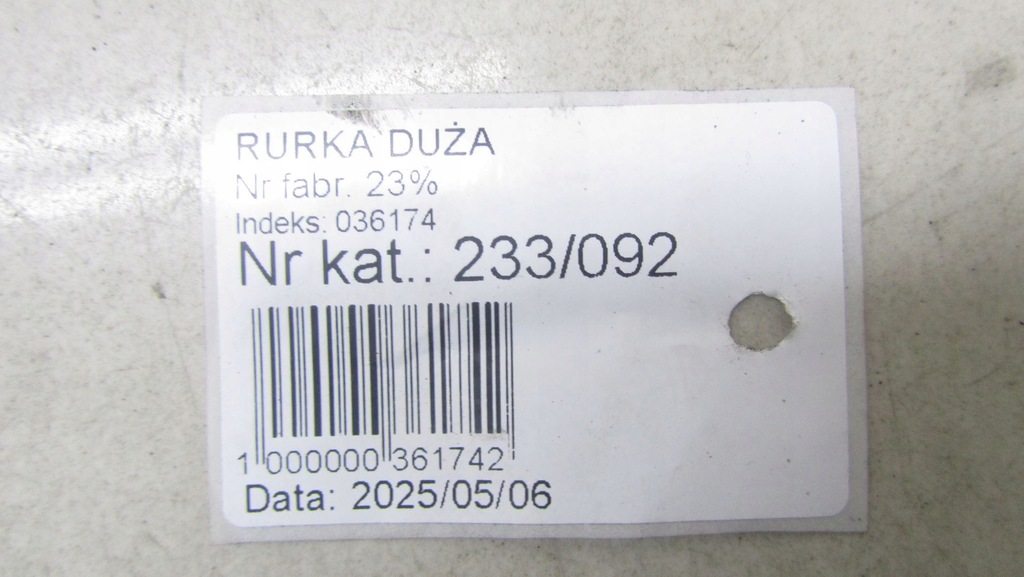 RURKA DUŻA
Nr fabr. 23%
Indeks: 036174
Nr kat.: 233/092
1 000000 361742
Data: 2025/05/06